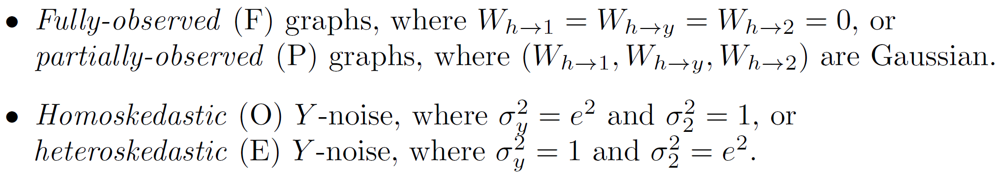 • Fully-observed (F) graphs, where $W_{h\to 1} = W_{h\to y} = W_{h\to 2} = 0$, or
partially-observed (P) graphs, where $(W_{h\to 1}, W_{h\to y}, W_{h\to 2})$ are Gaussian.
• Homoskedastic (O) $Y$-noise, where $\sigma_y^2 = e^2$ and $\sigma_2^2 = 1$, or
heteroskedastic (E) $Y$-noise, where $\sigma_y^2 = 1$ and $\sigma_2^2 = e^2$.